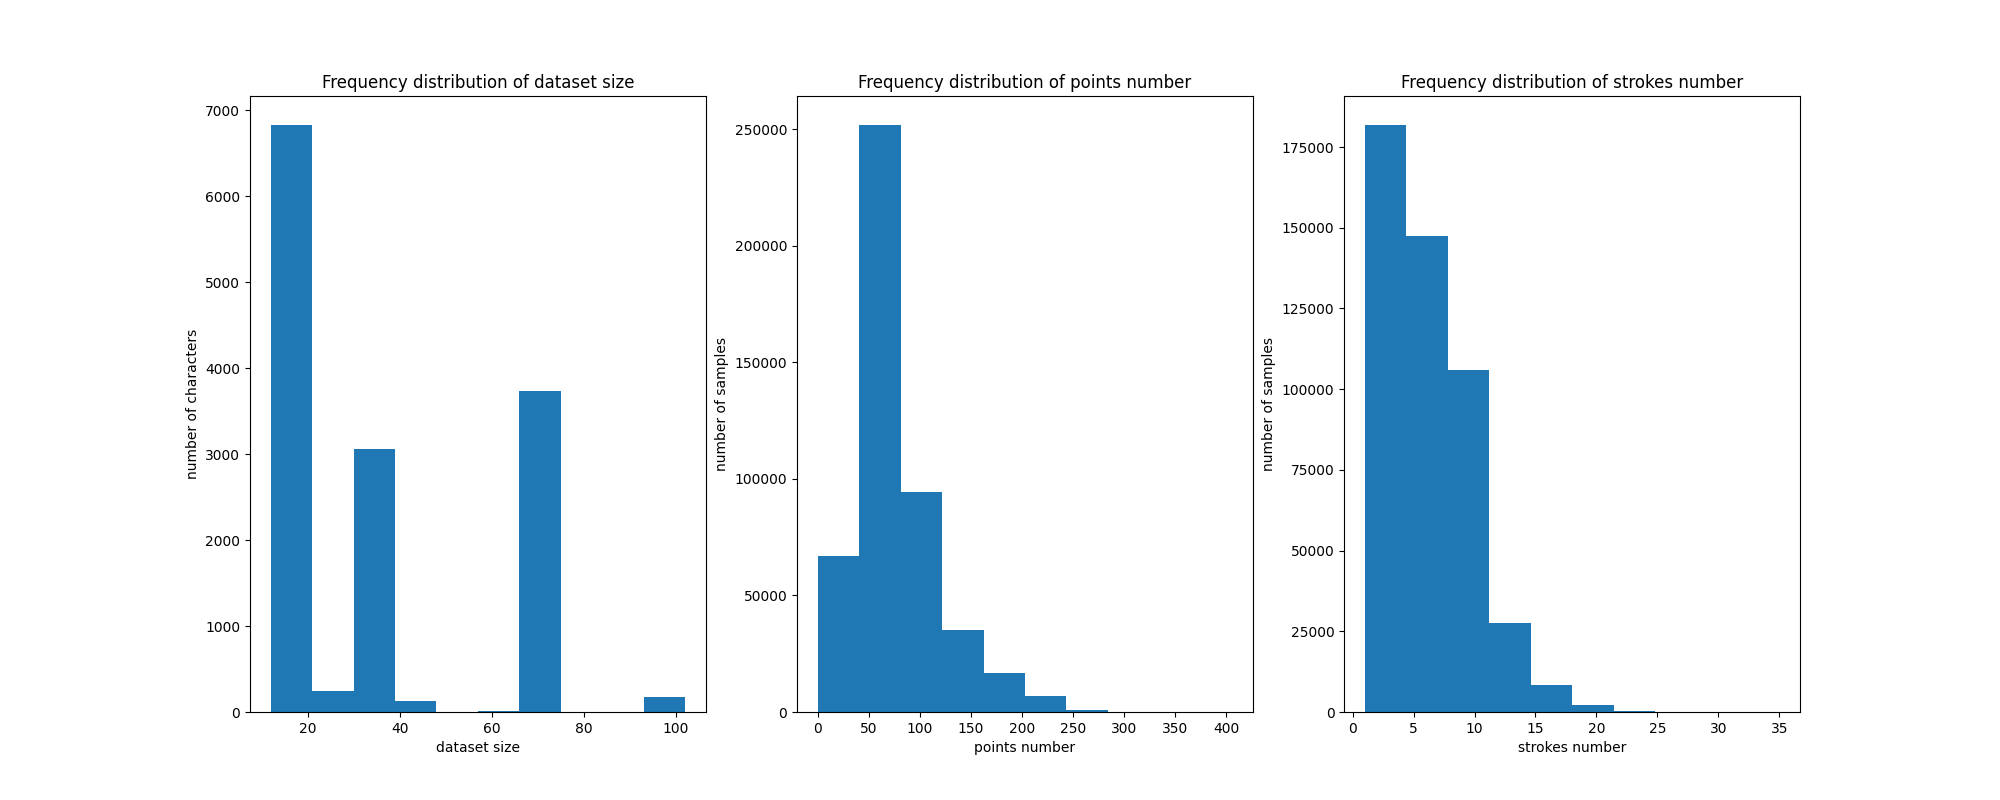 Frequency distribution of dataset size
7000
6000
5000
4000
3000
2000
1000
0
number of characters
20 40 60 80 100
dataset size
Frequency distribution of points number
250000
200000
150000
100000
50000
0
number of samples
0 50 100 150 200 250 300 350 400
points number
Frequency distribution of strokes number
175000
150000
125000
100000
75000
50000
25000
0
number of samples
0 5 10 15 20 25 30 35
strokes number